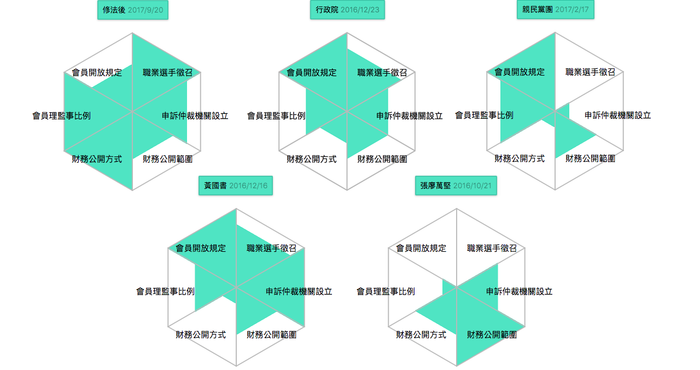 修法後 2017/9/20
會員開放規定
職業選手徵召
會員理監事比例
申訴仲裁機關設立
財務公開方式
財務公開範圍
行政院 2016/12/23
會員開放規定
職業選手徵召
會員理監事比例
申訴仲裁機關設立
財務公開方式
財務公開範圍
親民黨團 2017/2/17
會員開放規定
職業選手徵召
會員理監事比例
申訴仲裁機關設立
財務公開方式
財務公開範圍
黃國書 2016/12/16
會員開放規定
職業選手徵召
會員理監事比例
申訴仲裁機關設立
財務公開方式
財務公開範圍
張廖萬堅 2016/10/21
會員開放規定
職業選手徵召
會員理監事比例
申訴仲裁機關設立
財務公開方式
財務公開範圍